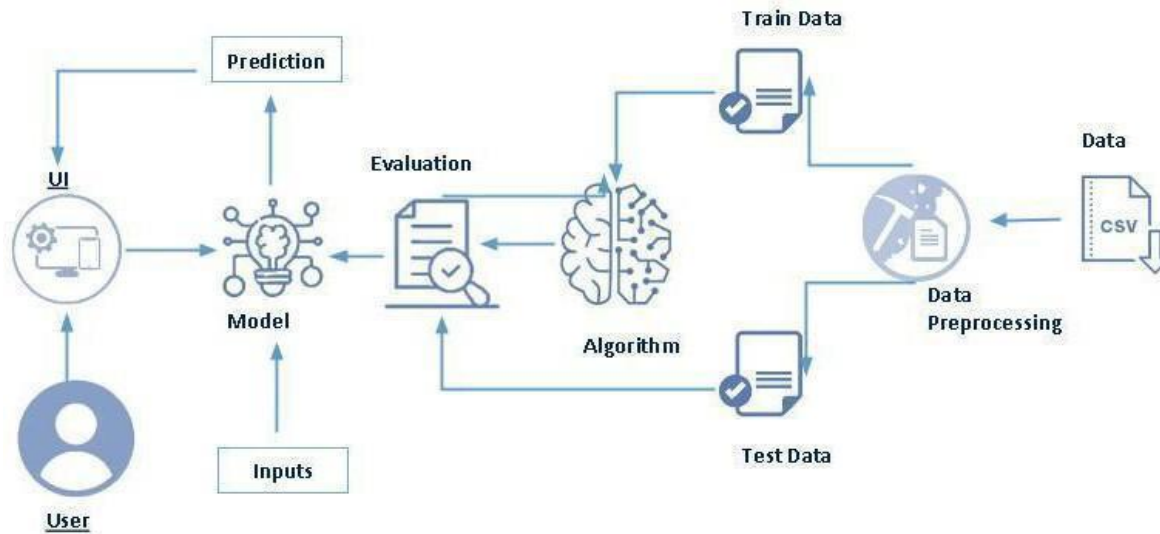 Train Data
Prediction
Data
Evaluation
UI
CSV
Data
Preprocessing
Model
Algorithm
Test Data
Inputs
User